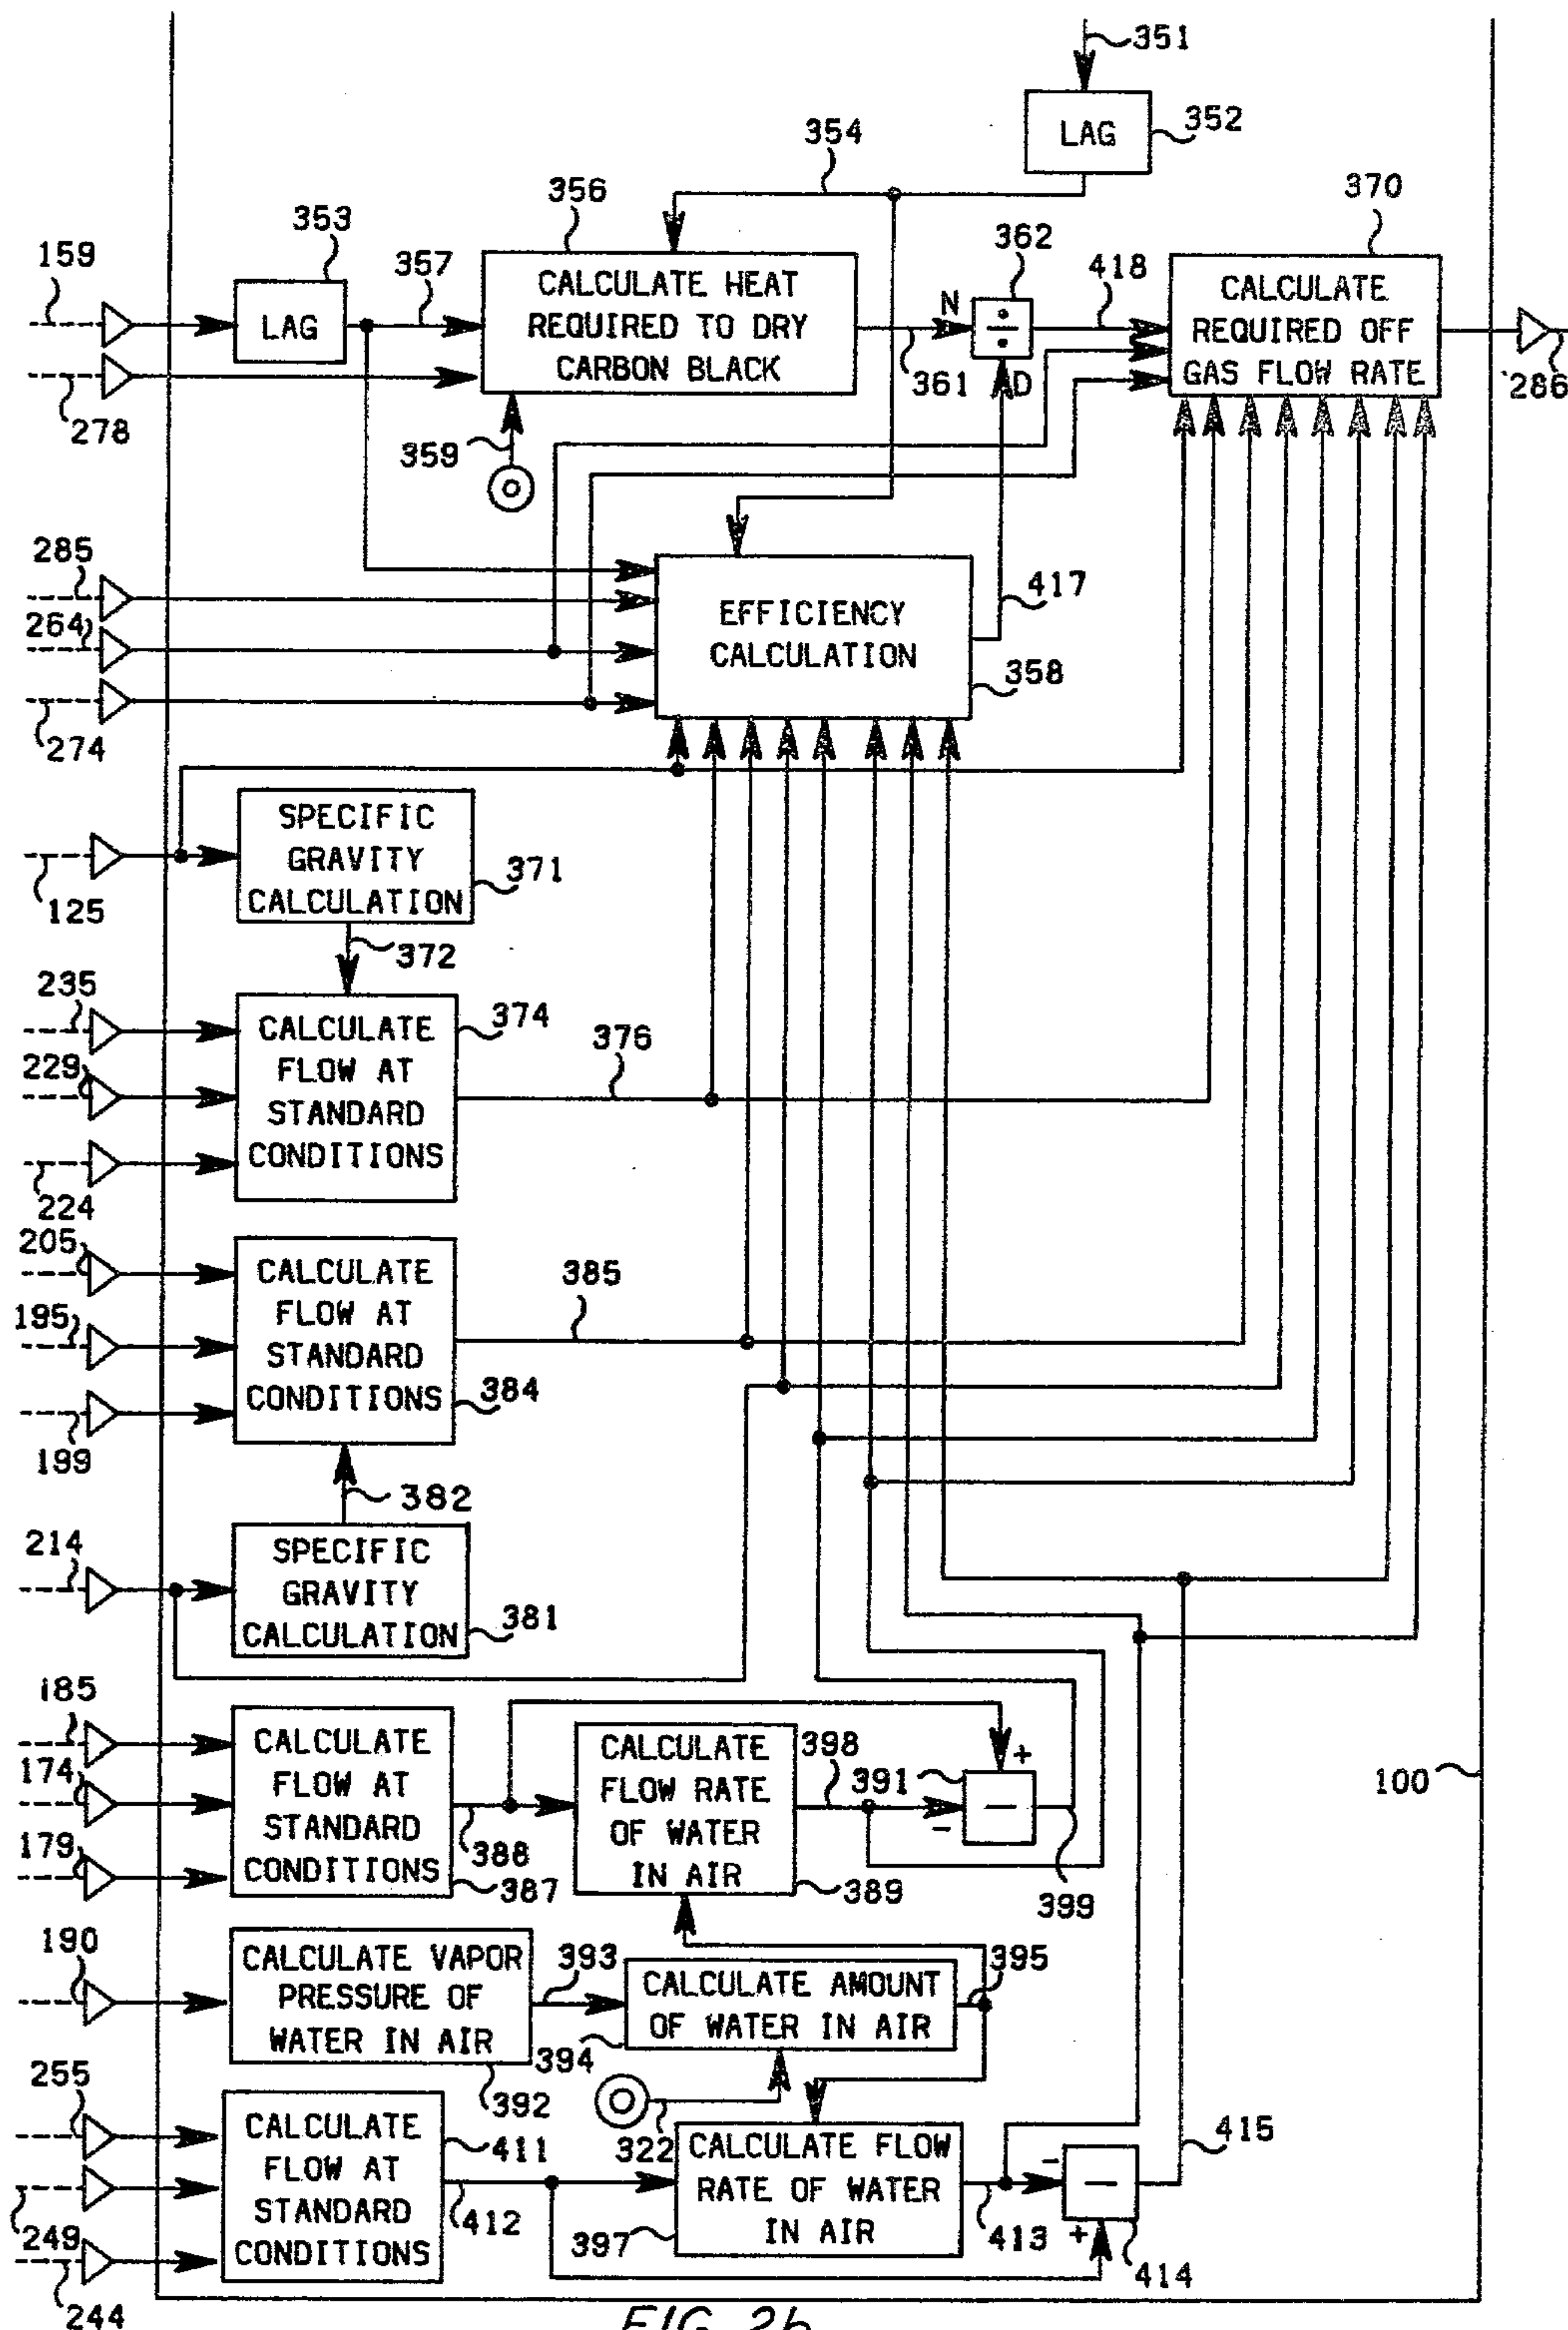 351
LAG
352
354
353
356
370
159
357
362
418
LAG
CALCULATE HEAT
REQUIRED TO DRY
CARBON BLACK
N
÷
D
CALCULATE
REQUIRED OFF
GAS FLOW RATE
278
361
286
359
285
264
417
EFFICIENCY
CALCULATION
358
274
SPECIFIC
GRAVITY
CALCULATION
371
125
372
235
374
CALCULATE
FLOW AT
STANDARD
CONDITIONS
376
229
224
205
CALCULATE
FLOW AT
STANDARD
CONDITIONS
385
195
384
199
382
214
SPECIFIC
GRAVITY
CALCULATION
381
185
CALCULATE
FLOW AT
STANDARD
CONDITIONS
CALCULATE
FLOW RATE
OF WATER
IN AIR
398
391
+
-
-
100
174
179
388
387
389
399
190
CALCULATE VAPOR
PRESSURE OF
WATER IN AIR
393
CALCULATE AMOUNT
OF WATER IN AIR
395
394
392
255
322
CALCULATE
FLOW AT
STANDARD
CONDITIONS
411
CALCULATE FLOW
RATE OF WATER
IN AIR
-
-
+
415
412
249
397
413
414
244
FIG. 2b